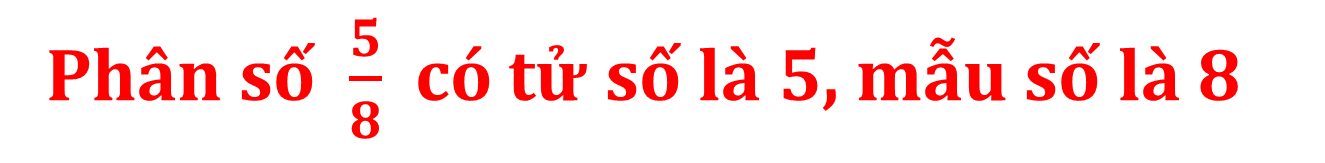 Phân số 5/8 có tử số là 5, mẫu số là 8